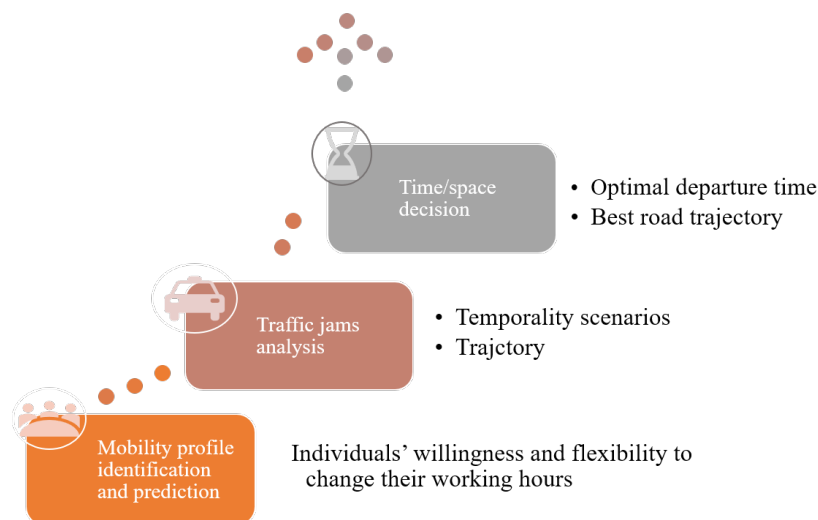 Time/space
decision
• Optimal departure time
• Best road trajectory
Traffic jams
analysis
• Temporality scenarios
• Trajctory
Mobility profile
identification
and prediction
Individuals’ willingness and flexibility to
change their working hours